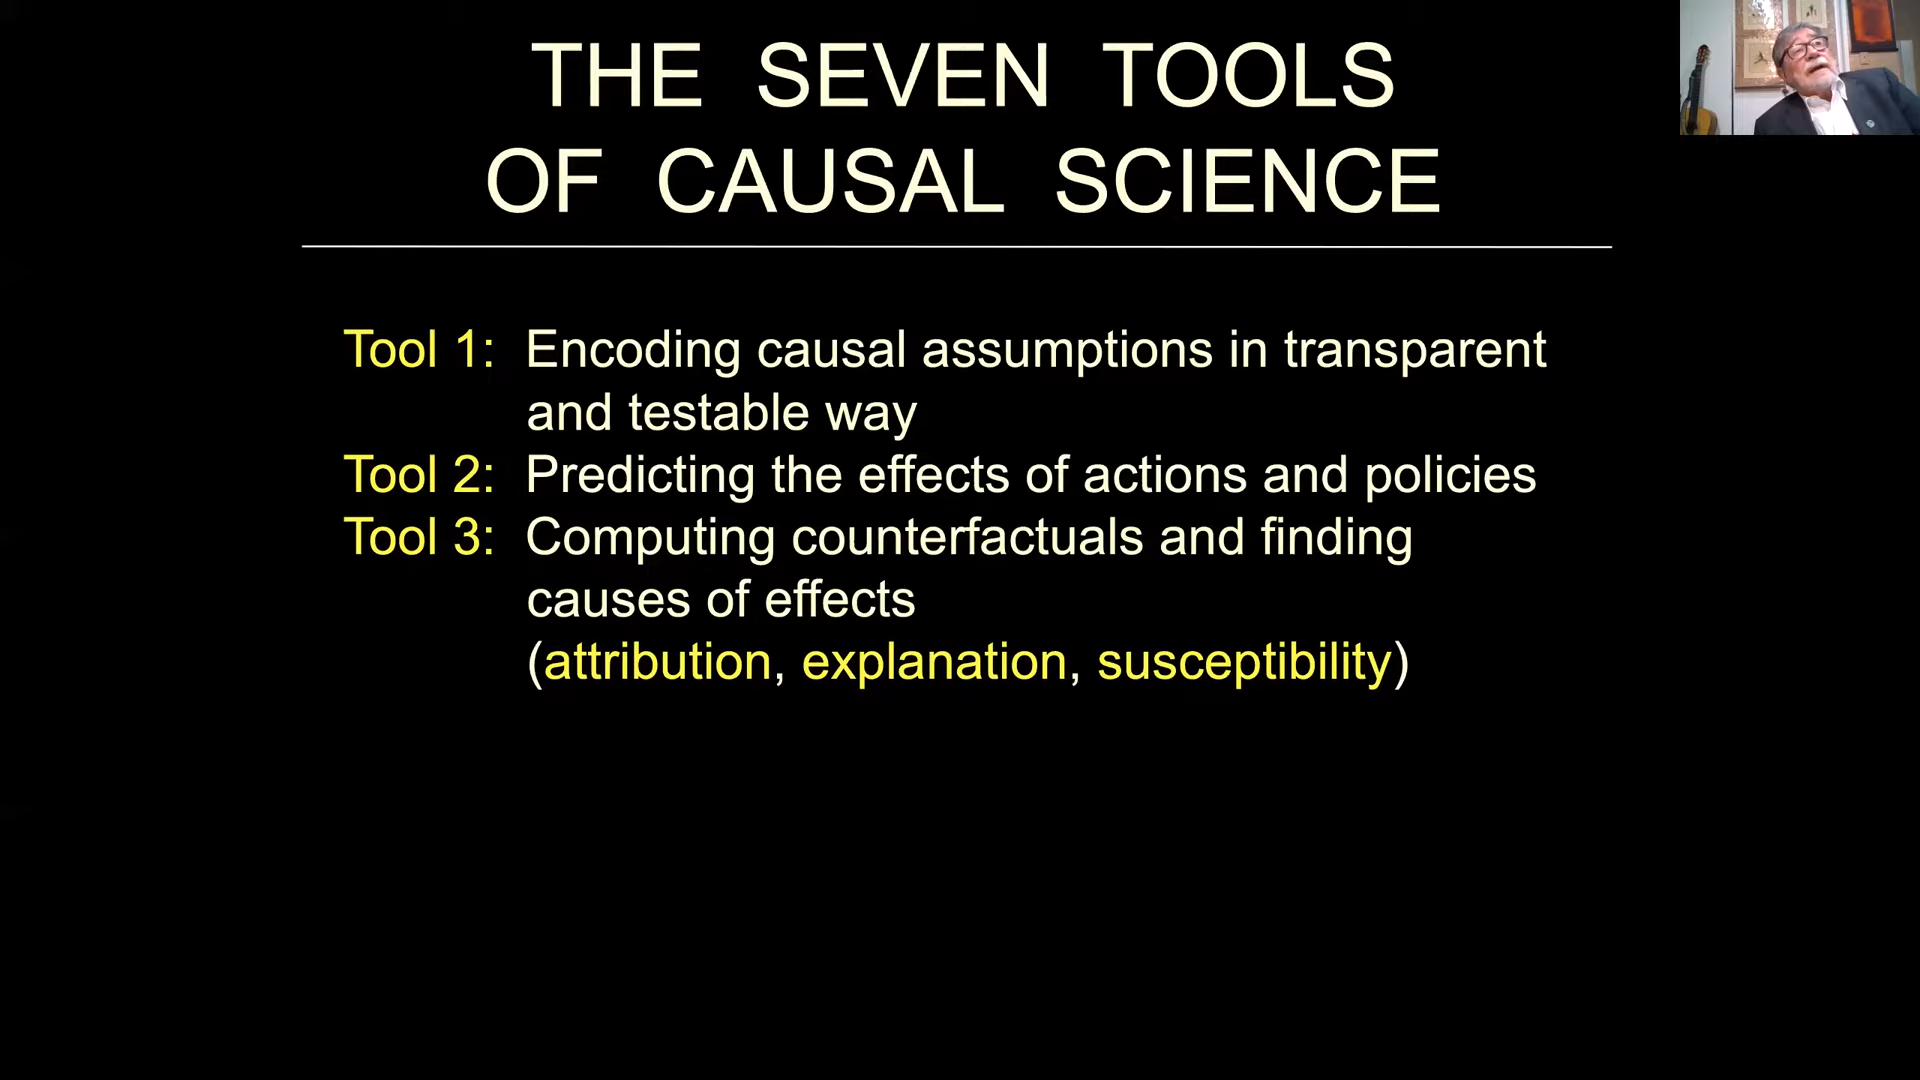 THE SEVEN TOOLS
OF CAUSAL SCIENCE
Tool 1: Encoding causal assumptions in transparent
and testable way
Tool 2: Predicting the effects of actions and policies
Tool 3: Computing counterfactuals and finding
causes of effects
(attribution, explanation, susceptibility)